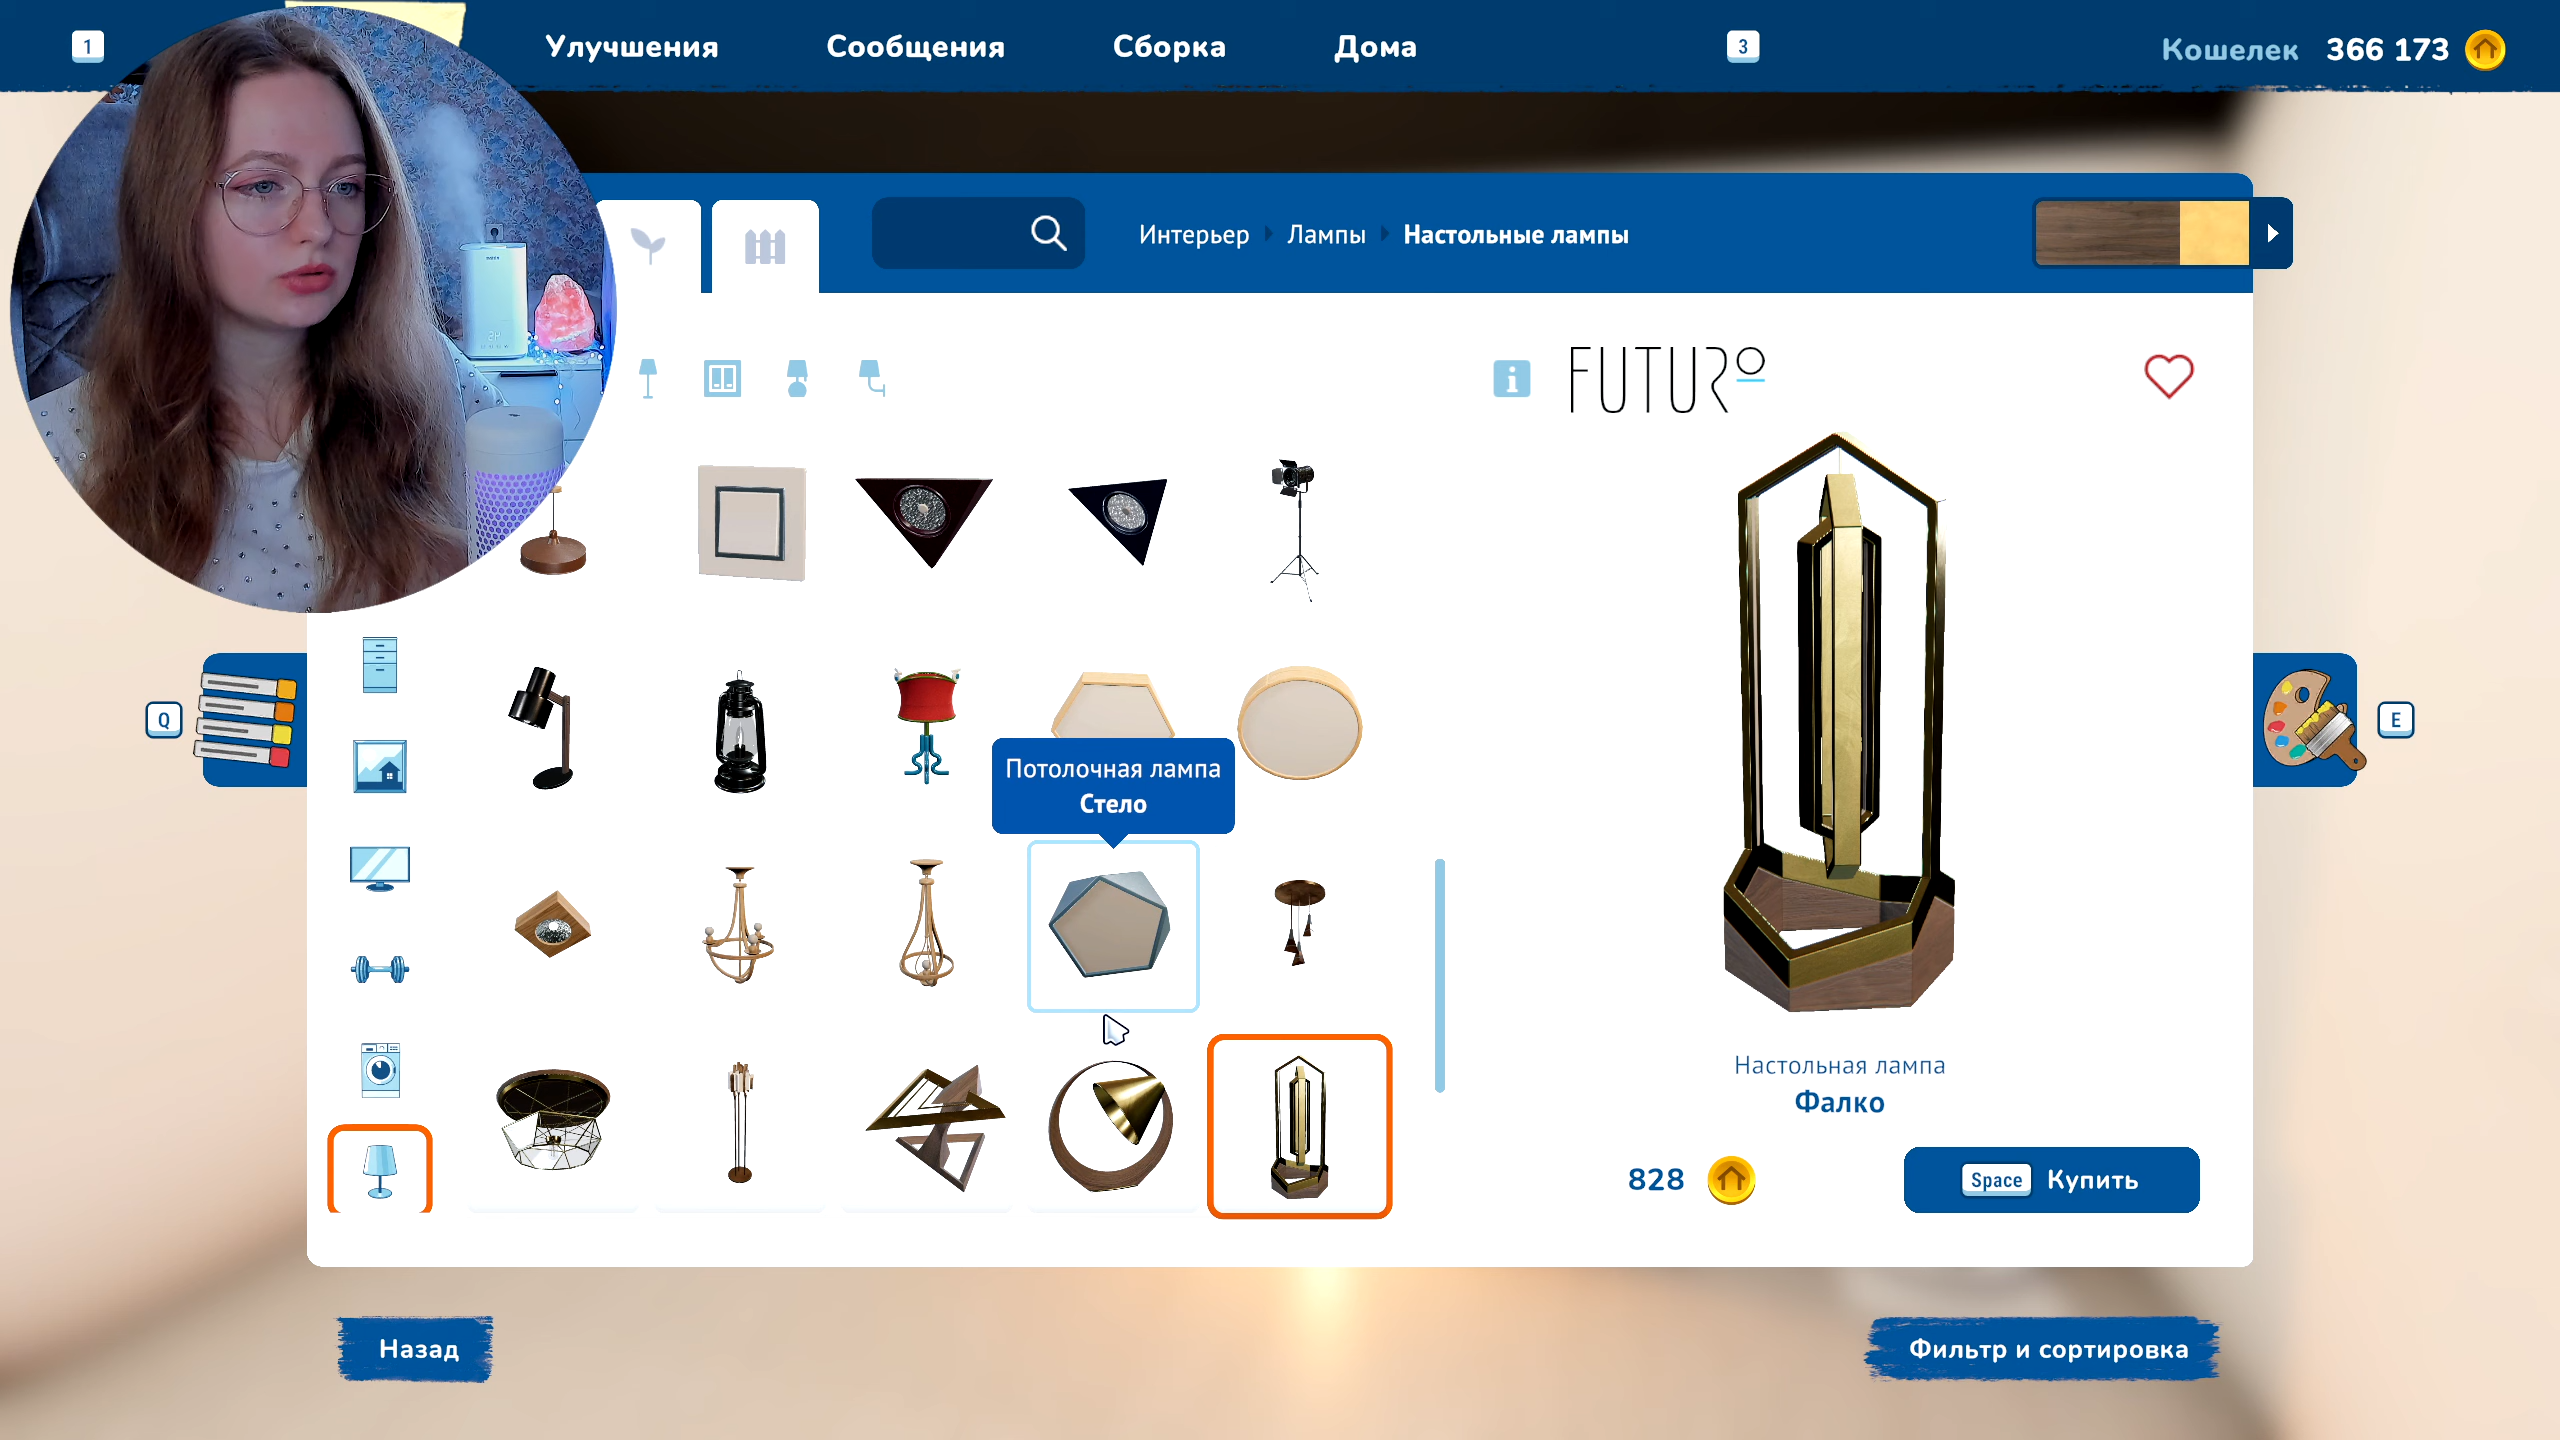 1
Улучшения
Сообщения
Сборка
Дома
3
Кошелек 366 173
Интерьер Лампы Настольные лампы
i FUTURO
Q
E
Потолочная лампа
Стело
Настольная лампа
Фалко
828
Space Купить
Назад
Фильтр и сортировка